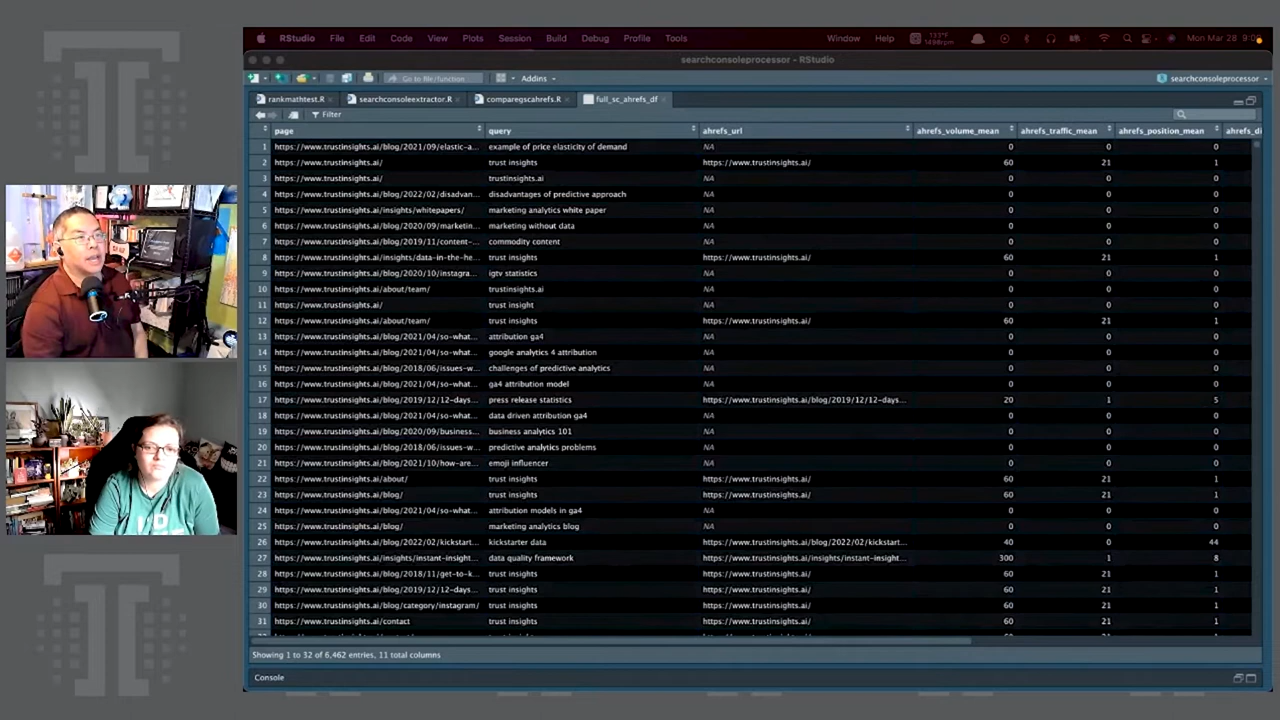 RStudio File Edit Code View Plots Session Build Debug Profile Tools Window Help Mon Mar 28
searchconsoleprocessor - RStudio
Go to file/function Addins searchconsoleprocessor
rankmathtest.R searchconsoleextractor.R comparegscahrefs.R full_sc_ahrefs_df
Filter
page query ahrefs_url ahrefs_volume_mean ahrefs_traffic_mean ahrefs_position_mean ahrefs_di
1 https://www.trustinsights.ai/blog/2021/09/elastic-a... example of price elasticity of demand NA 0 0 0
2 https://www.trustinsights.ai/ trust insights https://www.trustinsights.ai/ 60 21 1
3 https://www.trustinsights.ai/ trustinsights.ai NA 0 0 0
4 https://www.trustinsights.ai/blog/2022/02/disadvan... disadvantages of predictive approach NA 0 0 0
5 https://www.trustinsights.ai/insights/whitepapers/ marketing analytics white paper NA 0 0 0
6 https://www.trustinsights.ai/blog/2020/09/marketin... marketing without data NA 0 0 0
7 https://www.trustinsights.ai/blog/2019/11/content-... commodity content NA 0 0 0
8 https://www.trustinsights.ai/insights/data-in-the-he... trust insights https://www.trustinsights.ai/ 60 21 1
9 https://www.trustinsights.ai/blog/2020/10/instagra... igtv statistics NA 0 0 0
10 https://www.trustinsights.ai/about/team/ trustinsights.ai NA 0 0 0
11 https://www.trustinsights.ai/ trust insight NA 0 0 0
12 https://www.trustinsights.ai/about/team/ trust insights https://www.trustinsights.ai/ 60 21 1
13 https://www.trustinsights.ai/blog/2021/04/so-what... attribution ga4 NA 0 0 0
14 https://www.trustinsights.ai/blog/2021/04/so-what... google analytics 4 attribution NA 0 0 0
15 https://www.trustinsights.ai/blog/2018/06/issues-w... challenges of predictive analytics NA 0 0 0
16 https://www.trustinsights.ai/blog/2021/04/so-what... ga4 attribution model NA 0 0 0
17 https://www.trustinsights.ai/blog/2019/12/12-days... press release statistics https://www.trustinsights.ai/blog/2019/12/12-days... 20 1 5
18 https://www.trustinsights.ai/blog/2021/04/so-what... data driven attribution ga4 NA 0 0 0
19 https://www.trustinsights.ai/blog/2020/09/business... business analytics 101 NA 0 0 0
20 https://www.trustinsights.ai/blog/2018/06/issues-w... predictive analytics problems NA 0 0 0
21 https://www.trustinsights.ai/blog/2021/10/how-are... emoji influencer NA 0 0 0
22 https://www.trustinsights.ai/about/ trust insights https://www.trustinsights.ai/ 60 21 1
23 https://www.trustinsights.ai/blog/ trust insights https://www.trustinsights.ai/ 60 21 1
24 https://www.trustinsights.ai/blog/2021/04/so-what... attribution models in ga4 NA 0 0 0
25 https://www.trustinsights.ai/blog/ marketing analytics blog NA 0 0 0
26 https://www.trustinsights.ai/blog/2022/02/kickstart... kickstarter data https://www.trustinsights.ai/blog/2022/02/kickstart... 40 0 44
27 https://www.trustinsights.ai/insights/instant-insight... data quality framework https://www.trustinsights.ai/insights/instant-insight... 300 1 8
28 https://www.trustinsights.ai/blog/2018/11/get-to-k... trust insights https://www.trustinsights.ai/ 60 21 1
29 https://www.trustinsights.ai/blog/2019/12/12-days... trust insights https://www.trustinsights.ai/ 60 21 1
30 https://www.trustinsights.ai/blog/category/instagram/ trust insights https://www.trustinsights.ai/ 60 21 1
31 https://www.trustinsights.ai/contact trust insights https://www.trustinsights.ai/ 60 21 1
Showing 1 to 32 of 6,462 entries, 11 total columns
Console